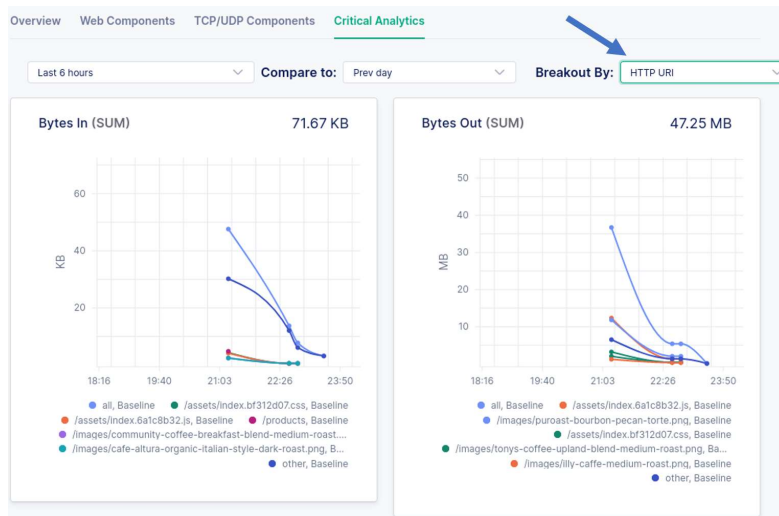 Overview Web Components TCP/UDP Components Critical Analytics
Last 6 hours Compare to: Prev day Breakout By: HTTP URI
Bytes In (SUM) 71.67 KB
60
40
20
KB
18:16 19:40 21:03 22:26 23:50
all, Baseline /assets/index.bf312d07.css, Baseline
/assets/index.6a1c8b32.js, Baseline /products, Baseline
/images/community-coffee-breakfast-blend-medium-roast....
/images/cafe-altura-organic-italian-style-dark-roast.png, B...
other, Baseline
Bytes Out (SUM) 47.25 MB
50
40
30
20
10
MB
18:16 19:40 21:03 22:26 23:50
all, Baseline /assets/index.6a1c8b32.js, Baseline
/images/puroast-bourbon-pecan-torte.png, Baseline
/assets/index.bf312d07.css, Baseline
/images/tonys-coffee-upland-blend-medium-roast.png, Ba...
/images/illy-caffe-medium-roast.png, Baseline
other, Baseline